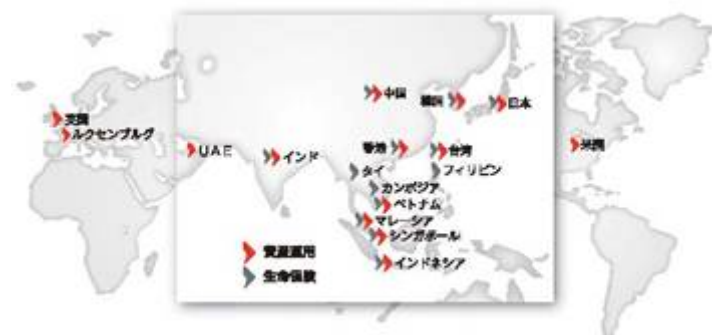 英国
ルクセンブルグ
UAE
インド
中国
韓国
日本
香港
台湾
タイ
フィリピン
カンボジア
ベトナム
マレーシア
シンガポール
インドネシア
米国
資産運用
生命保険